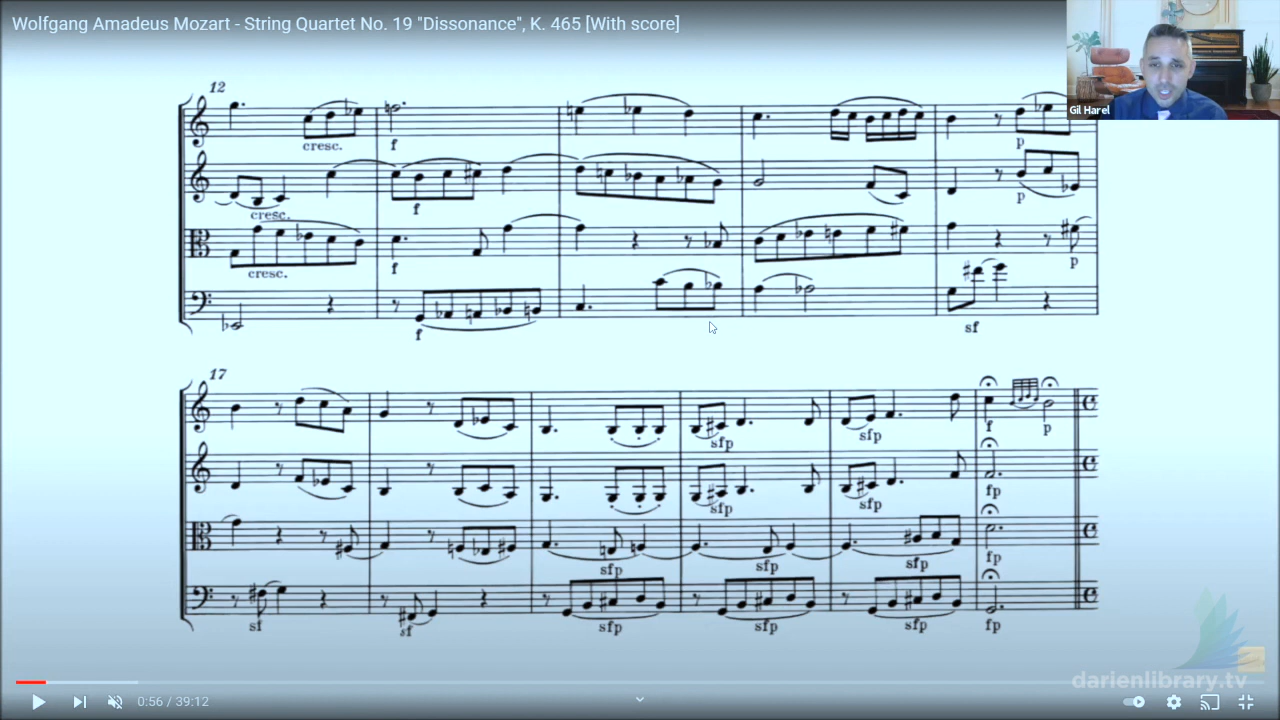 Wolfgang Amadeus Mozart - String Quartet No. 19 "Dissonance", K. 465 [With score]
Gil Harel
12
cresc.
f
p
cresc.
f
p
cresc.
f
p
f
sf
17
sfp
sfp
f
p
sfp
sfp
fp
sfp
sfp
sfp
fp
sf
sf
sfp
sfp
sfp
fp
darienlibrary.tv
0:56 / 39:12